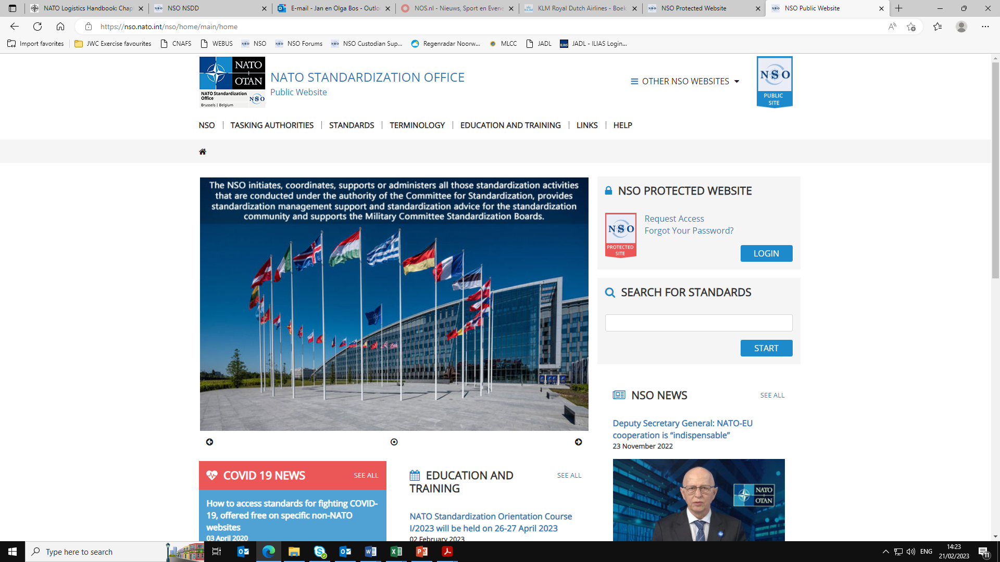 NATO Logistics Handbook: Chap
NSO NSDD
E-mail - Jan en Olga Bos - Outlo
NOS.nl - Nieuws, Sport en Evene
KLM Royal Dutch Airlines - Boek
NSO Protected Website
NSO Public Website
https://nso.nato.int/nso/home/main/home
Import favorites
JWC Exercise favourites
CNAFS
WEBUS
NSO
NSO Forums
NSO Custodian Sup...
Regenradar Noorw...
MLCC
JADL
JADL - ILIAS Login...
NATO
OTAN
NATO Standardization
Office
NSO
Brussels | Belgium
NATO STANDARDIZATION OFFICE
Public Website
OTHER NSO WEBSITES
NSO
PUBLIC
SITE
NSO
TASKING AUTHORITIES
STANDARDS
TERMINOLOGY
EDUCATION AND TRAINING
LINKS
HELP
The NSO initiates, coordinates, supports or administers all those standardization activities
that are conducted under the authority of the Committee for Standardization, provides
standardization management support and standardization advice for the standardization
community and supports the Military Committee Standardization Boards.
NSO PROTECTED WEBSITE
NSO
PROTECTED
SITE
Request Access
Forgot Your Password?
LOGIN
SEARCH FOR STANDARDS
START
NSO NEWS
SEE ALL
Deputy Secretary General: NATO-EU
cooperation is “indispensable”
23 November 2022
NATO
OTAN
COVID 19 NEWS
SEE ALL
How to access standards for fighting COVID-
19, offered free on specific non-NATO
websites
03 April 2020
EDUCATION AND
TRAINING
SEE ALL
NATO Standardization Orientation Course
I/2023 will be held on 26-27 April 2023
02 February 2023
Type here to search
ENG
14:23
21/02/2023
11